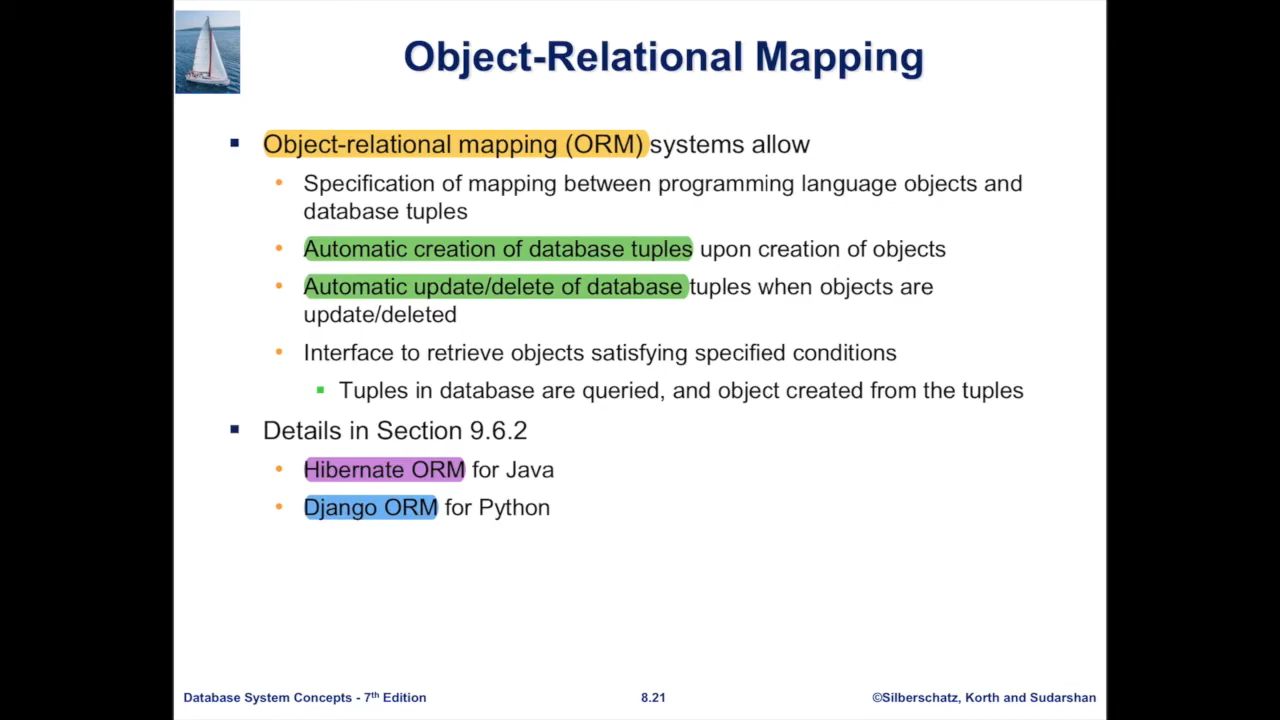 Object-Relational Mapping
Object-relational mapping (ORM) systems allow
Specification of mapping between programming language objects and
database tuples
Automatic creation of database tuples upon creation of objects
Automatic update/delete of database tuples when objects are
update/deleted
Interface to retrieve objects satisfying specified conditions
Tuples in database are queried, and object created from the tuples
Details in Section 9.6.2
Hibernate ORM for Java
Django ORM for Python
Database System Concepts - 7th Edition
8.21
©Silberschatz, Korth and Sudarshan